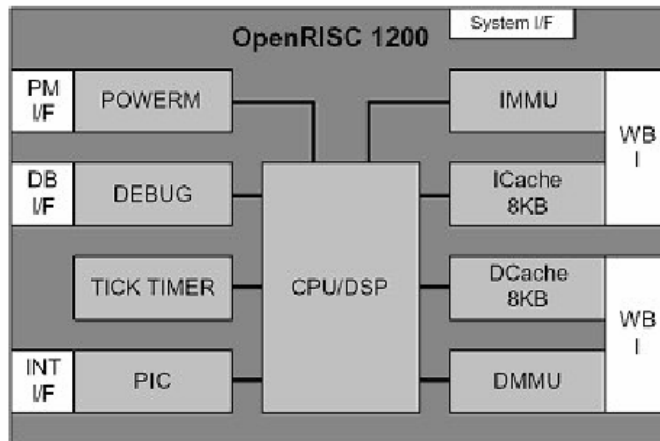 System I/F
OpenRISC 1200
PM
I/F
POWERM
IMMU
WB
I
DB
I/F
DEBUG
ICache
8KB
TICK TIMER
CPU/DSP
DCache
8KB
WB
I
INT
I/F
PIC
DMMU